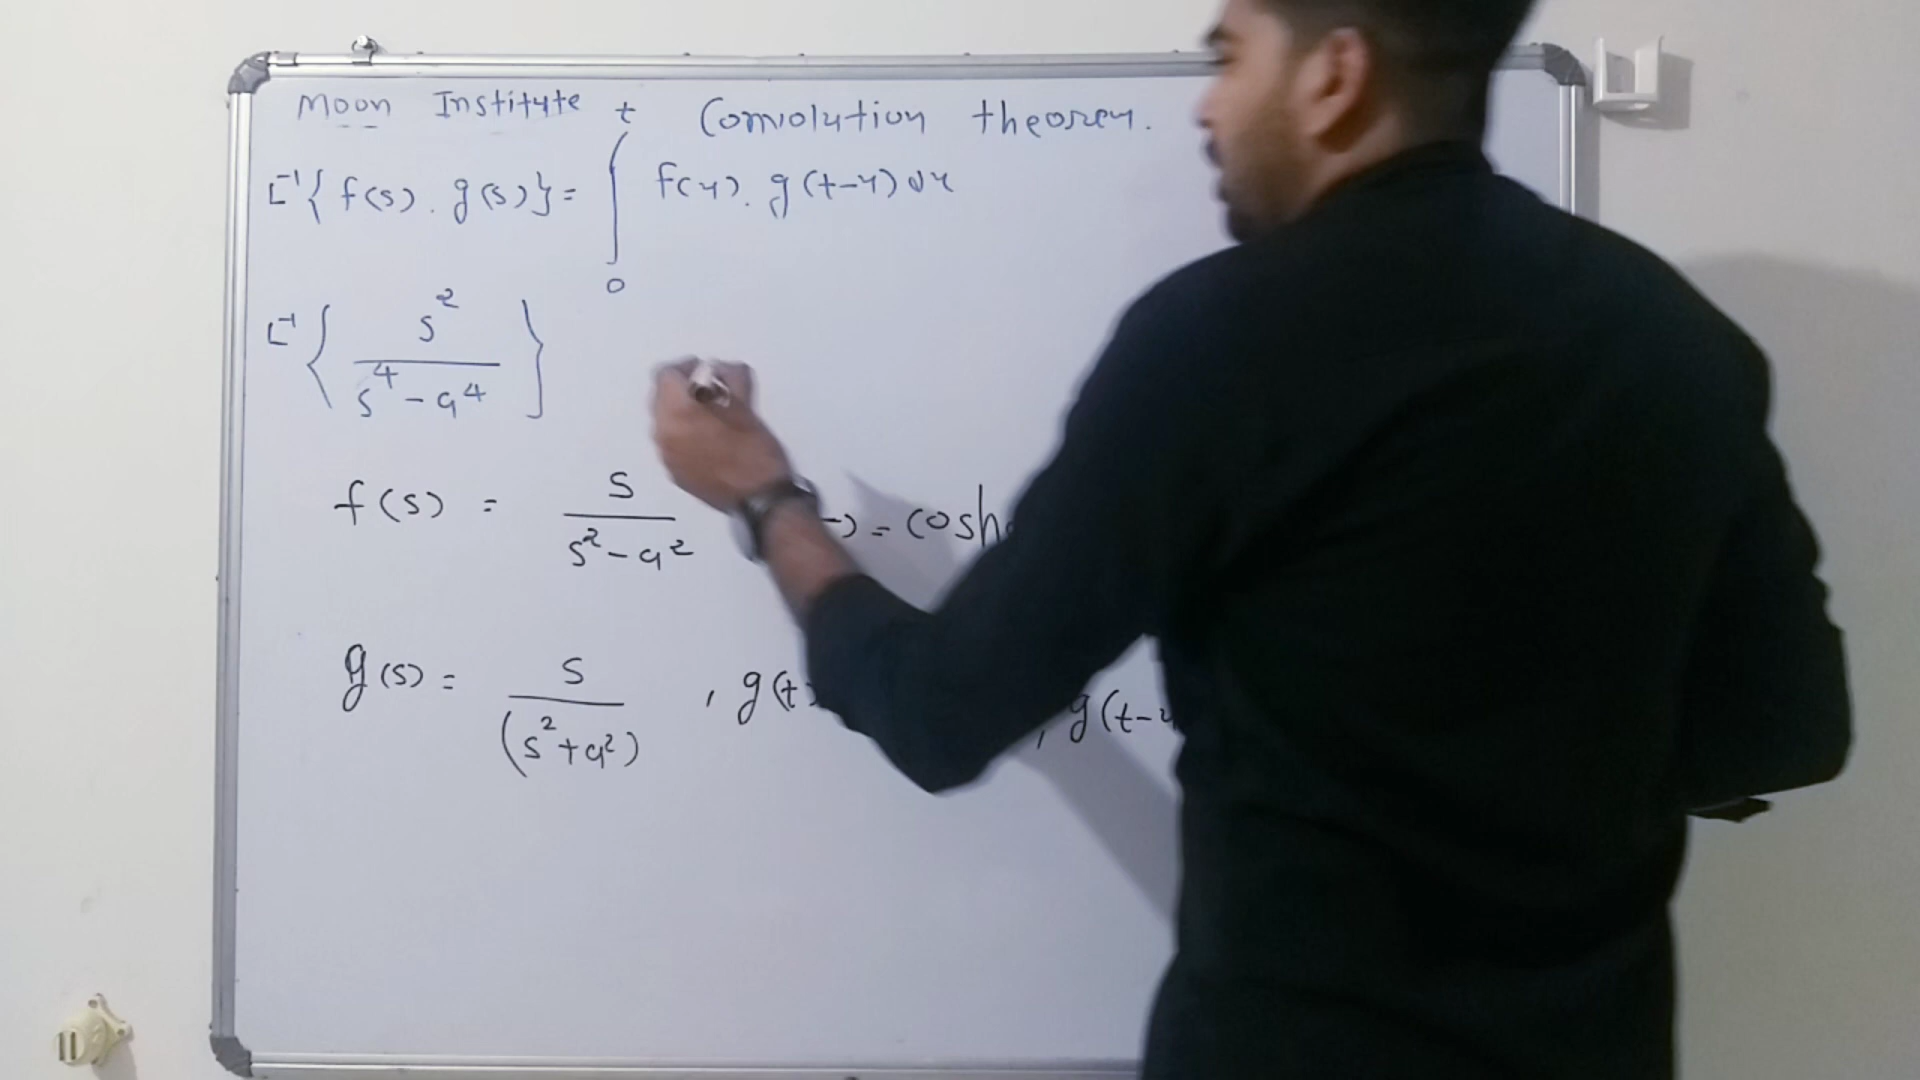 Moon Institute Convolution theorem.
L⁻¹{ f(s) . g(s) } = ∫₀ᵗ f(u). g(t-u) du
L⁻¹{ s² / (s⁴ - a⁴) }
f(s) = s / (s² - a²) ) = cosh
g(s) = s / (s² + a²) , g(t) , g(t-u